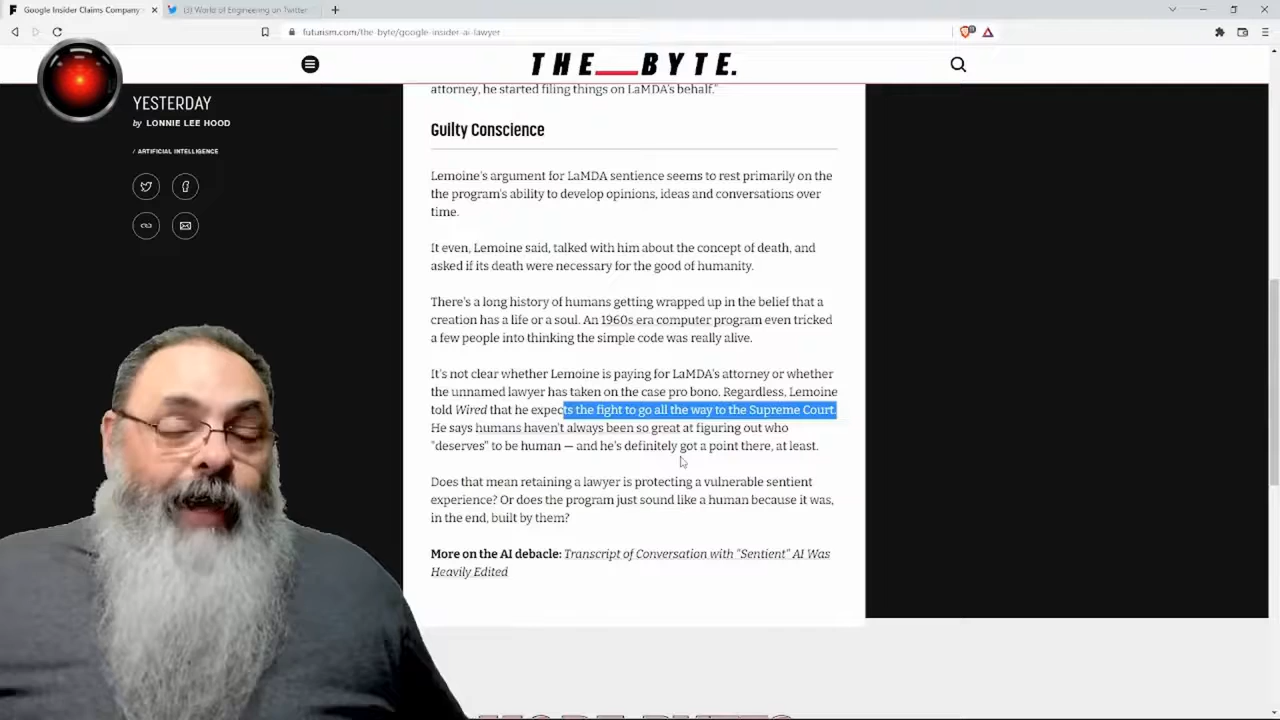 Google Insider Claims Company
(3) World of Engineering on Twitter
futurism.com/the-byte/google-insider-ai-lawyer
THE__BYTE.
YESTERDAY
by LONNIE LEE HOOD
/ ARTIFICIAL INTELLIGENCE
attorney, he started filing things on LaMDA's behalf."
Guilty Conscience
Lemoine's argument for LaMDA sentience seems to rest primarily on the
the program's ability to develop opinions, ideas and conversations over
time.
It even, Lemoine said, talked with him about the concept of death, and
asked if its death were necessary for the good of humanity.
There's a long history of humans getting wrapped up in the belief that a
creation has a life or a soul. An 1960s era computer program even tricked
a few people into thinking the simple code was really alive.
It's not clear whether Lemoine is paying for LaMDA's attorney or whether
the unnamed lawyer has taken on the case pro bono. Regardless, Lemoine
told Wired that he expects the fight to go all the way to the Supreme Court.
He says humans haven't always been so great at figuring out who
"deserves" to be human — and he's definitely got a point there, at least.
Does that mean retaining a lawyer is protecting a vulnerable sentient
experience? Or does the program just sound like a human because it was,
in the end, built by them?
More on the AI debacle: Transcript of Conversation with "Sentient" AI Was
Heavily Edited